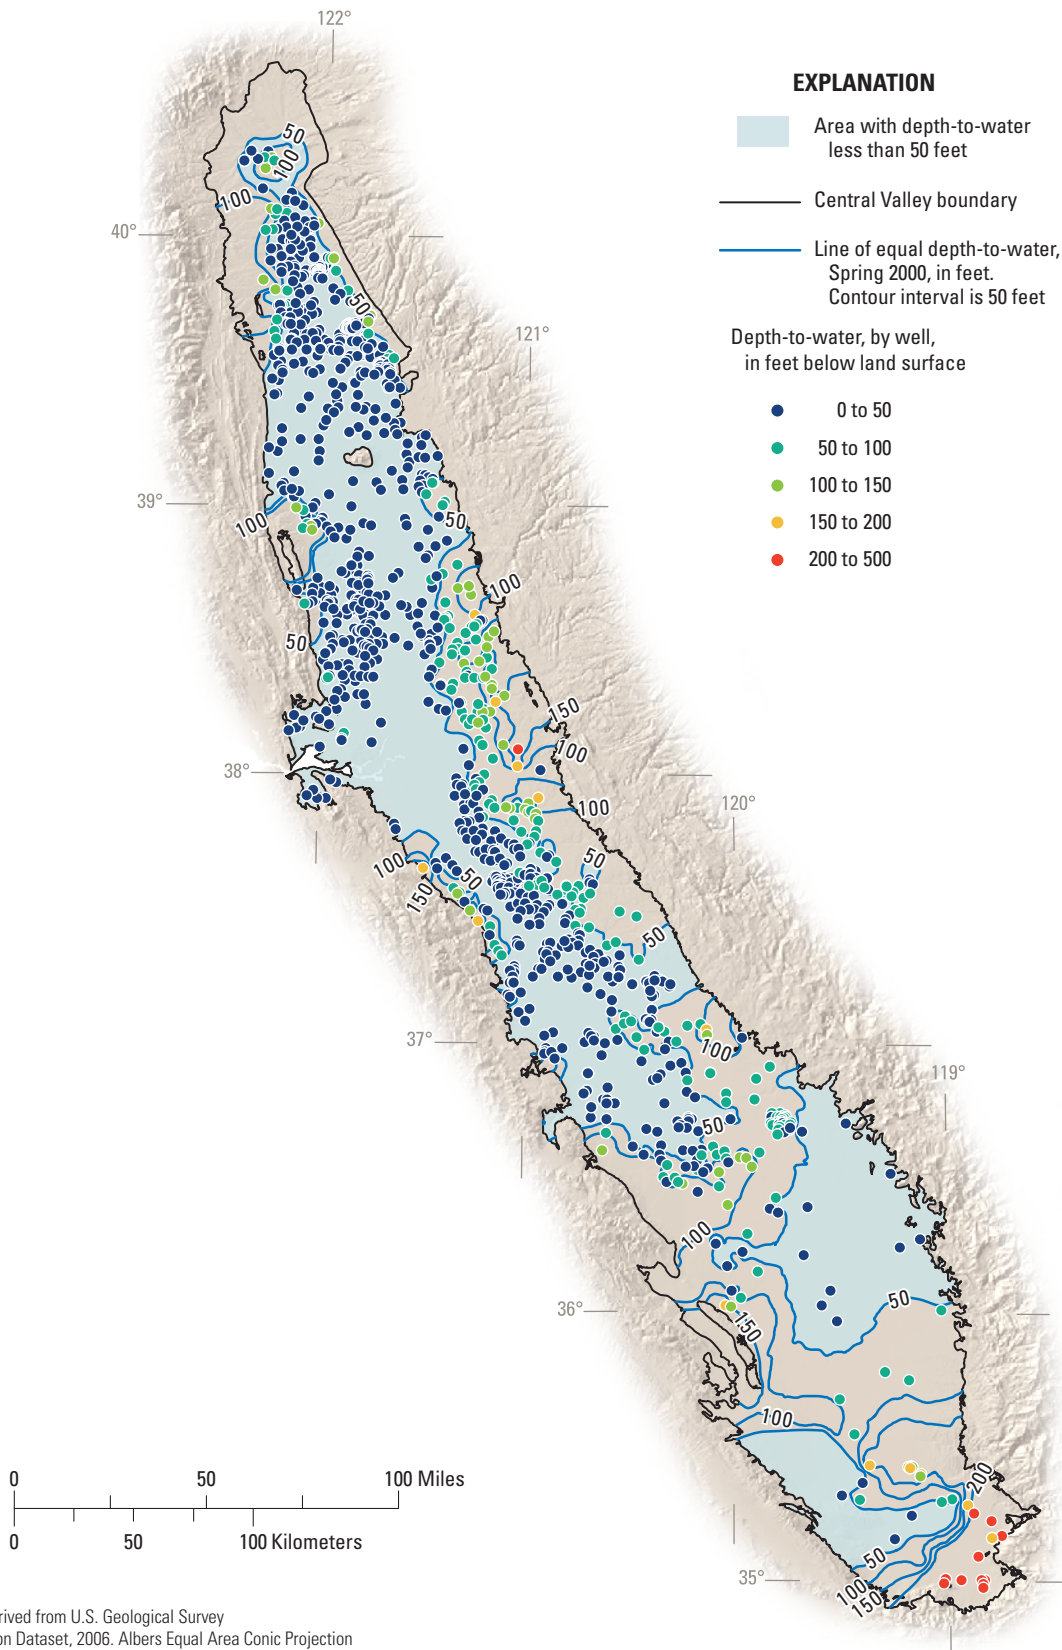 122°
EXPLANATION
Area with depth-to-water
less than 50 feet
Central Valley boundary
Line of equal depth-to-water,
Spring 2000, in feet.
Contour interval is 50 feet
Depth-to-water, by well,
in feet below land surface
0 to 50
50 to 100
100 to 150
150 to 200
200 to 500
50
100
100
40°
50
121°
39°
100
50
100
50
150
100
38°
120°
100
100
50
50
150
50
37°
100
119°
50
100
36°
50
150
100
0 50 100 Miles
0 50 100 Kilometers
200
50
100
150
35°
rived from U.S. Geological Survey
on Dataset, 2006. Albers Equal Area Conic Projection